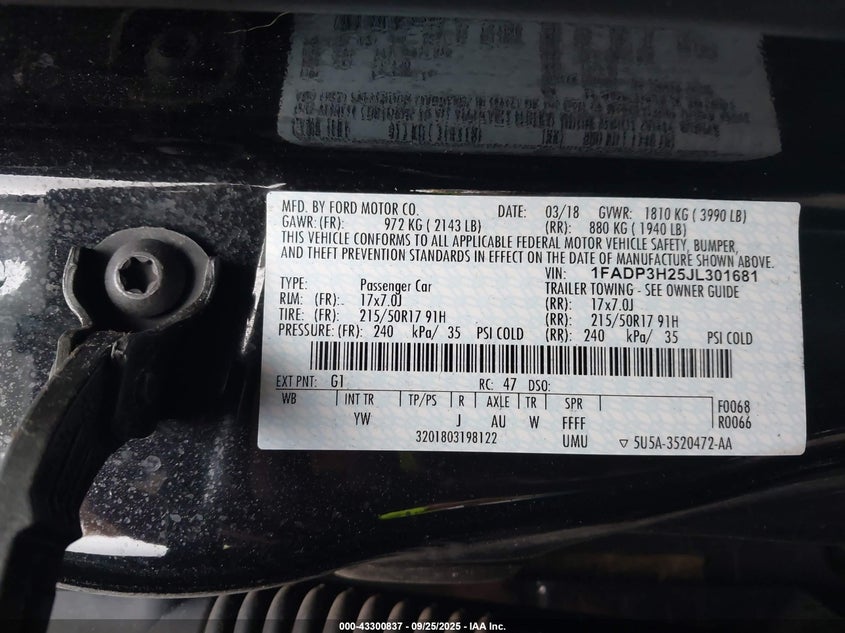 MFD. BY FORD MOTOR CO. DATE: 03/18 GVWR: 1810 KG ( 3990 LB)
GAWR: (FR): 972 KG ( 2143 LB) (RR): 880 KG ( 1940 LB)
THIS VEHICLE CONFORMS TO ALL APPLICABLE FEDERAL MOTOR VEHICLE SAFETY, BUMPER,
AND THEFT PREVENTION STANDARDS IN EFFECT ON THE DATE OF MANUFACTURE SHOWN ABOVE.
VIN: 1FADP3H25JL301681
TYPE: Passenger Car TRAILER TOWING - SEE OWNER GUIDE
RIM: (FR): 17x7.0J (RR): 17x7.0J
TIRE: (FR): 215/50R17 91H (RR): 215/50R17 91H
PRESSURE: (FR): 240 kPa/ 35 PSI COLD (RR): 240 kPa/ 35 PSI COLD
EXT PNT: G1 RC: 47 DSO:
WB INT TR TP/PS R AXLE TR SPR F0068
YW J AU W FFFF R0066
3201803198122 UMU ▽ 5U5A-3520472-AA
000-43300837 - 09/25/2025 - IAA Inc.